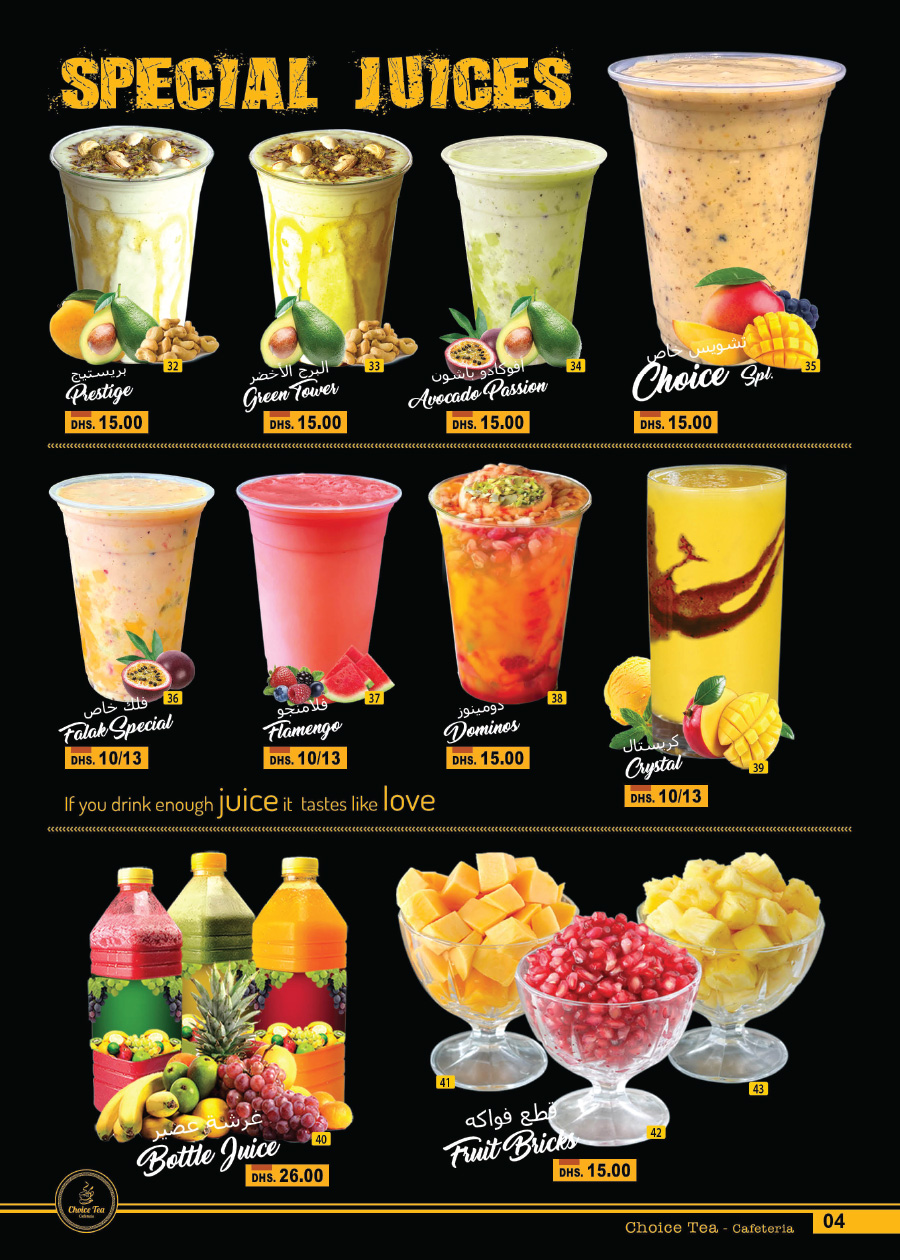 SPECIAL JUICES
32
بريستيج
Prestige
DHS. 15.00
33
البرج الأخضر
Green Tower
DHS. 15.00
34
أفوكادو باشون
Avocado Passion
DHS. 15.00
35
تشويس خاص
Choice Spl.
DHS. 15.00
36
فلك خاص
Falak Special
DHS. 10/13
37
فلامنجو
Flamengo
DHS. 10/13
38
دومينوز
Dominos
DHS. 15.00
39
كريستال
Crystal
DHS. 10/13
If you drink enough juice it tastes like love
40
غرشة عصير
Bottle Juice
DHS. 26.00
41
42
43
قطع فواكه
Fruit Bricks
DHS. 15.00
Choice Tea
Cafeteria
Choice Tea - Cafeteria
04